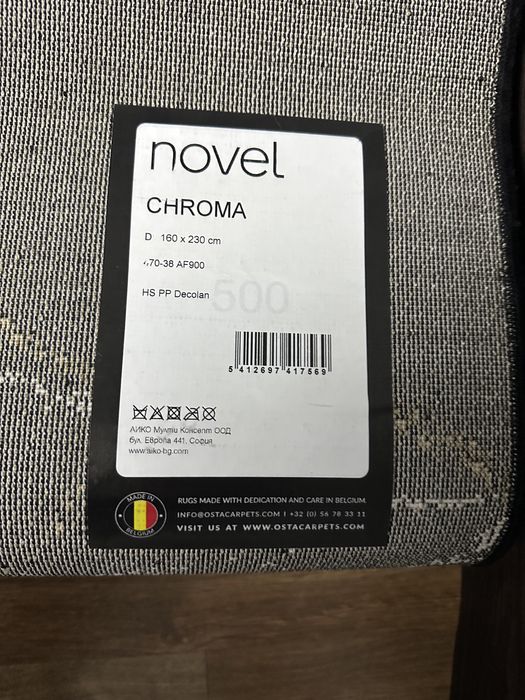 novel
CHROMA
D 160 x 230 cm
470-38 AF900
HS PP Decolan
500
5 412697 417569
АИКО Мулти Консепт ООД
бул. Европа 441, София
www.aiko-bg.com
MADE IN
BELGIUM
RUGS MADE WITH DEDICATION AND CARE IN BELGIUM.
INFO@OSTACARPETS.COM I +32 (0) 56 78 33 11
VISIT US AT WWW.OSTACARPETS.COM